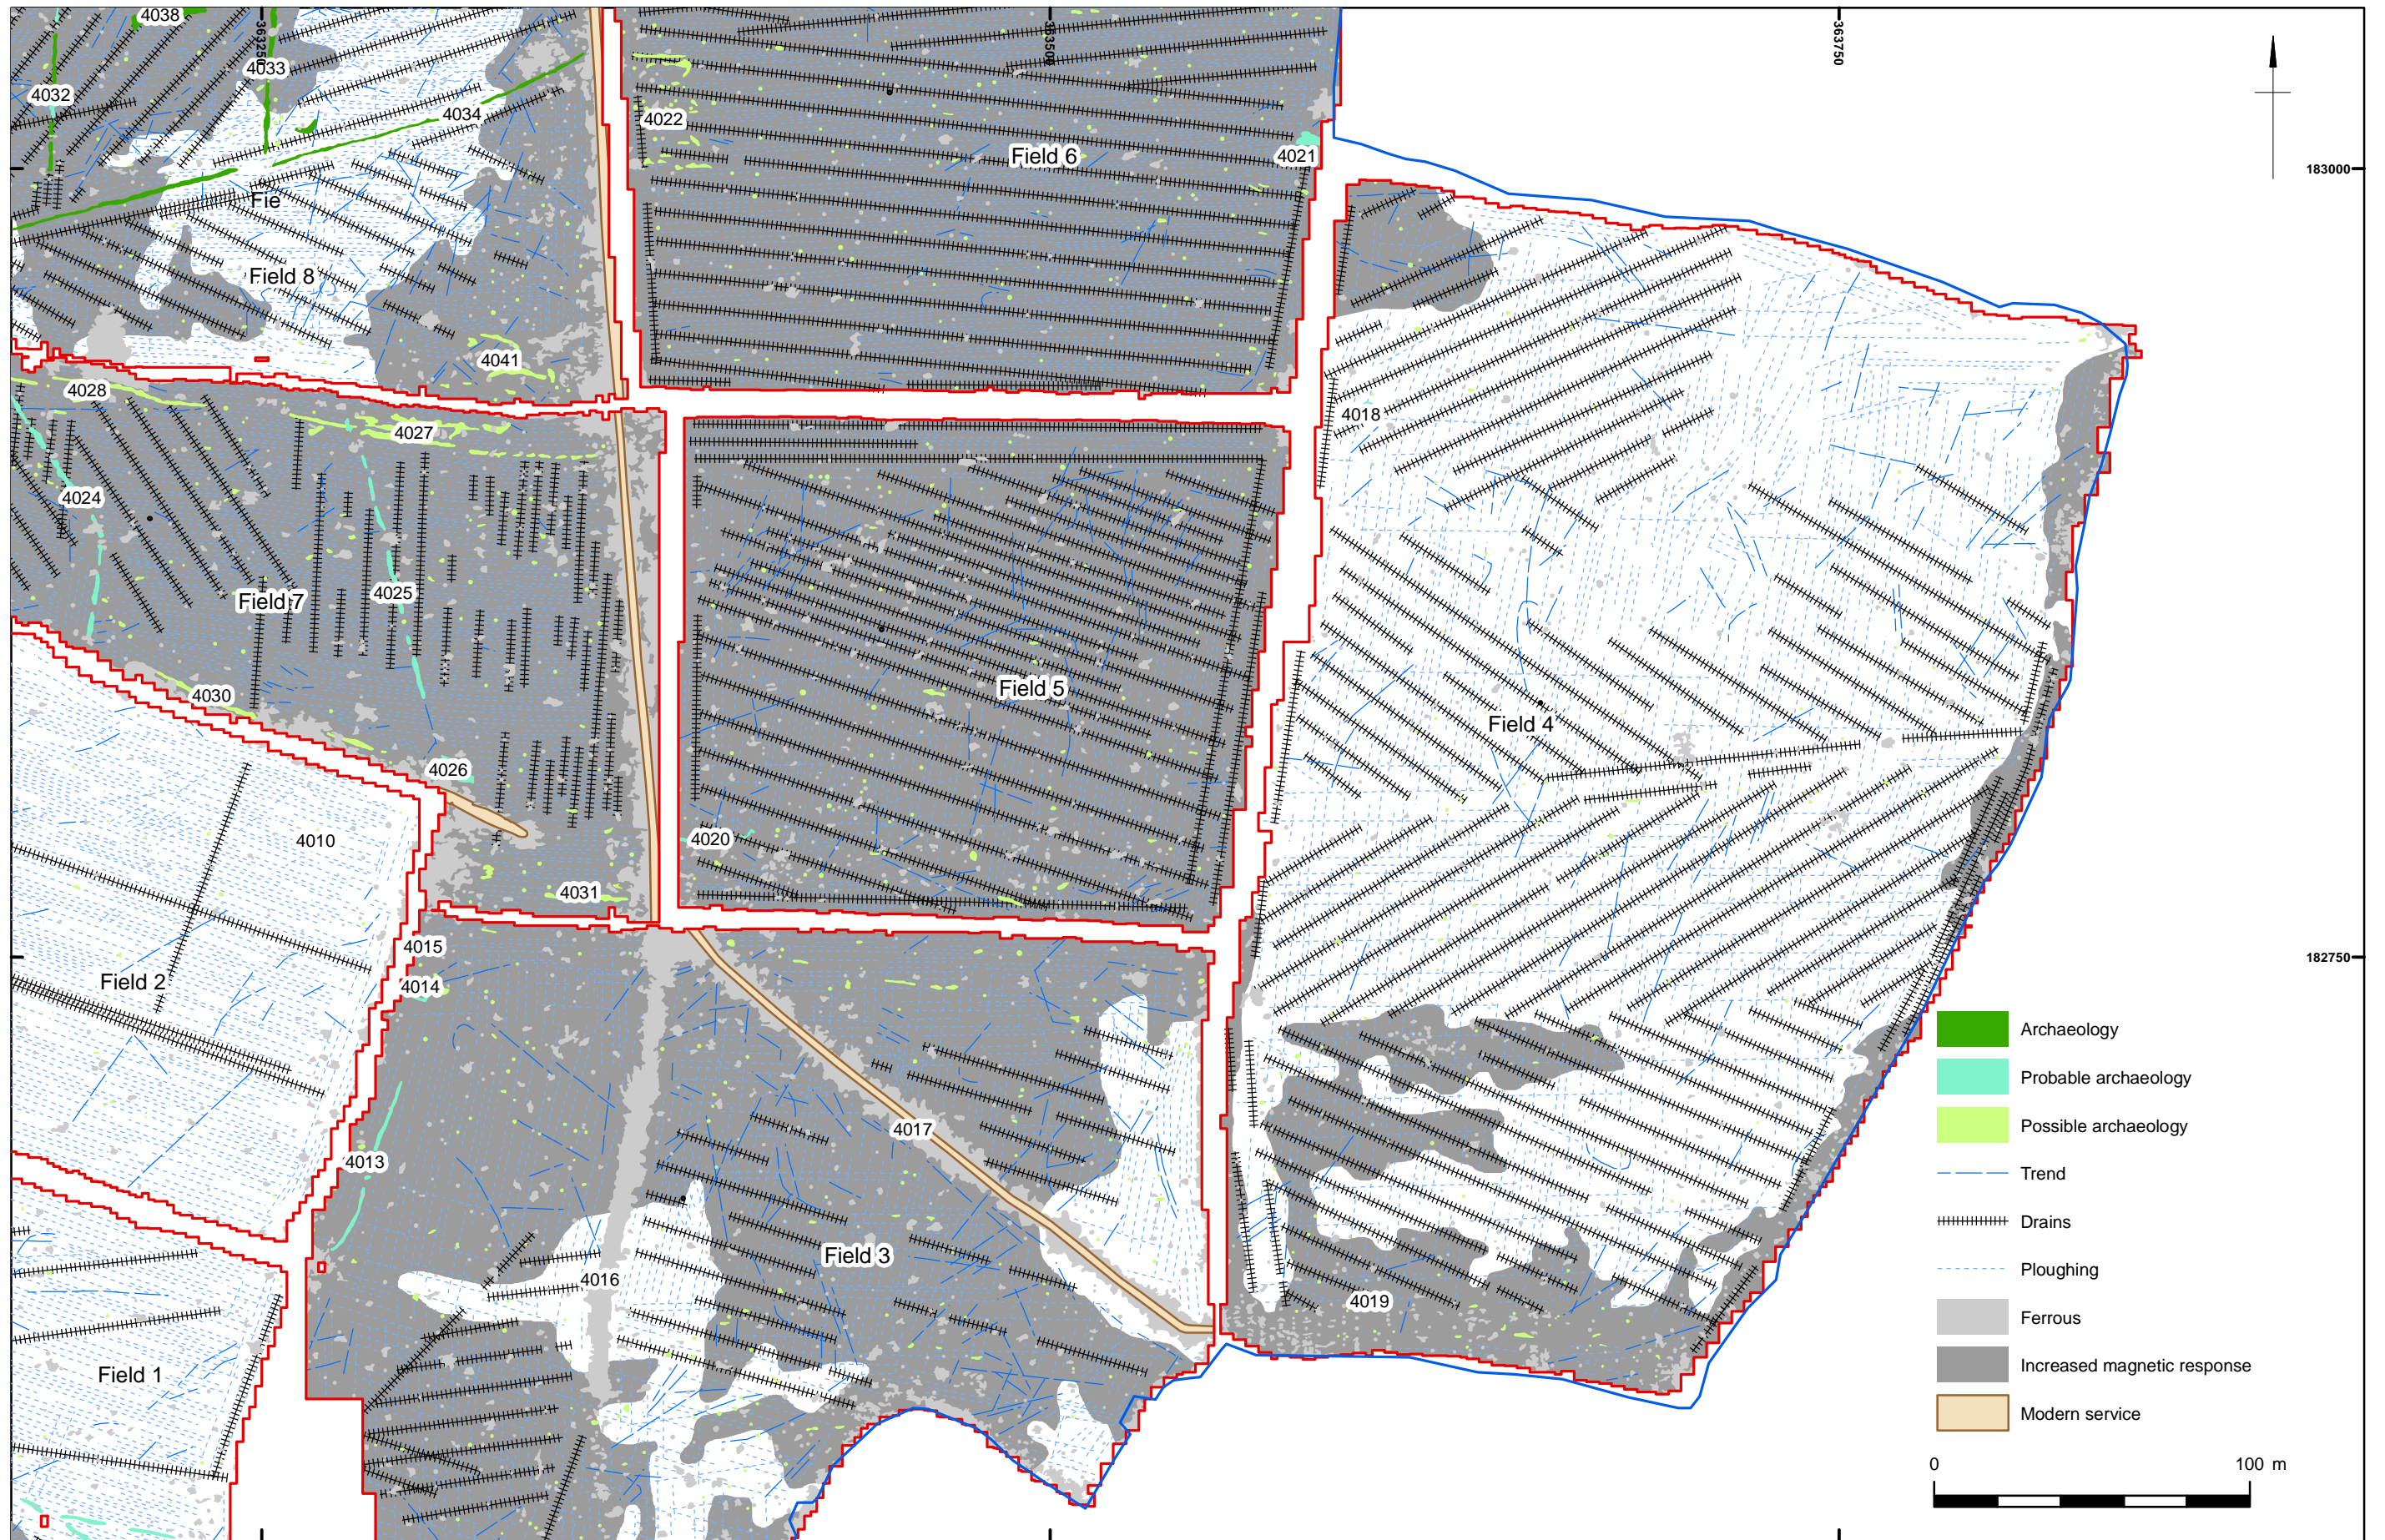 4038
363250
363500
363750
4033
4032
4034
4022
Field 6
4021
183000
Fie
Field 8
4041
4028
4018
4027
4024
4025
Field 7
4030
Field 5
Field 4
4026
4010
4020
4031
4015
182750
Field 2
4014
Archaeology
Probable archaeology
4017
Possible archaeology
4013
Trend
Drains
Field 3
Ploughing
4016
4019
Ferrous
Field 1
Increased magnetic response
Modern service
0 100 m